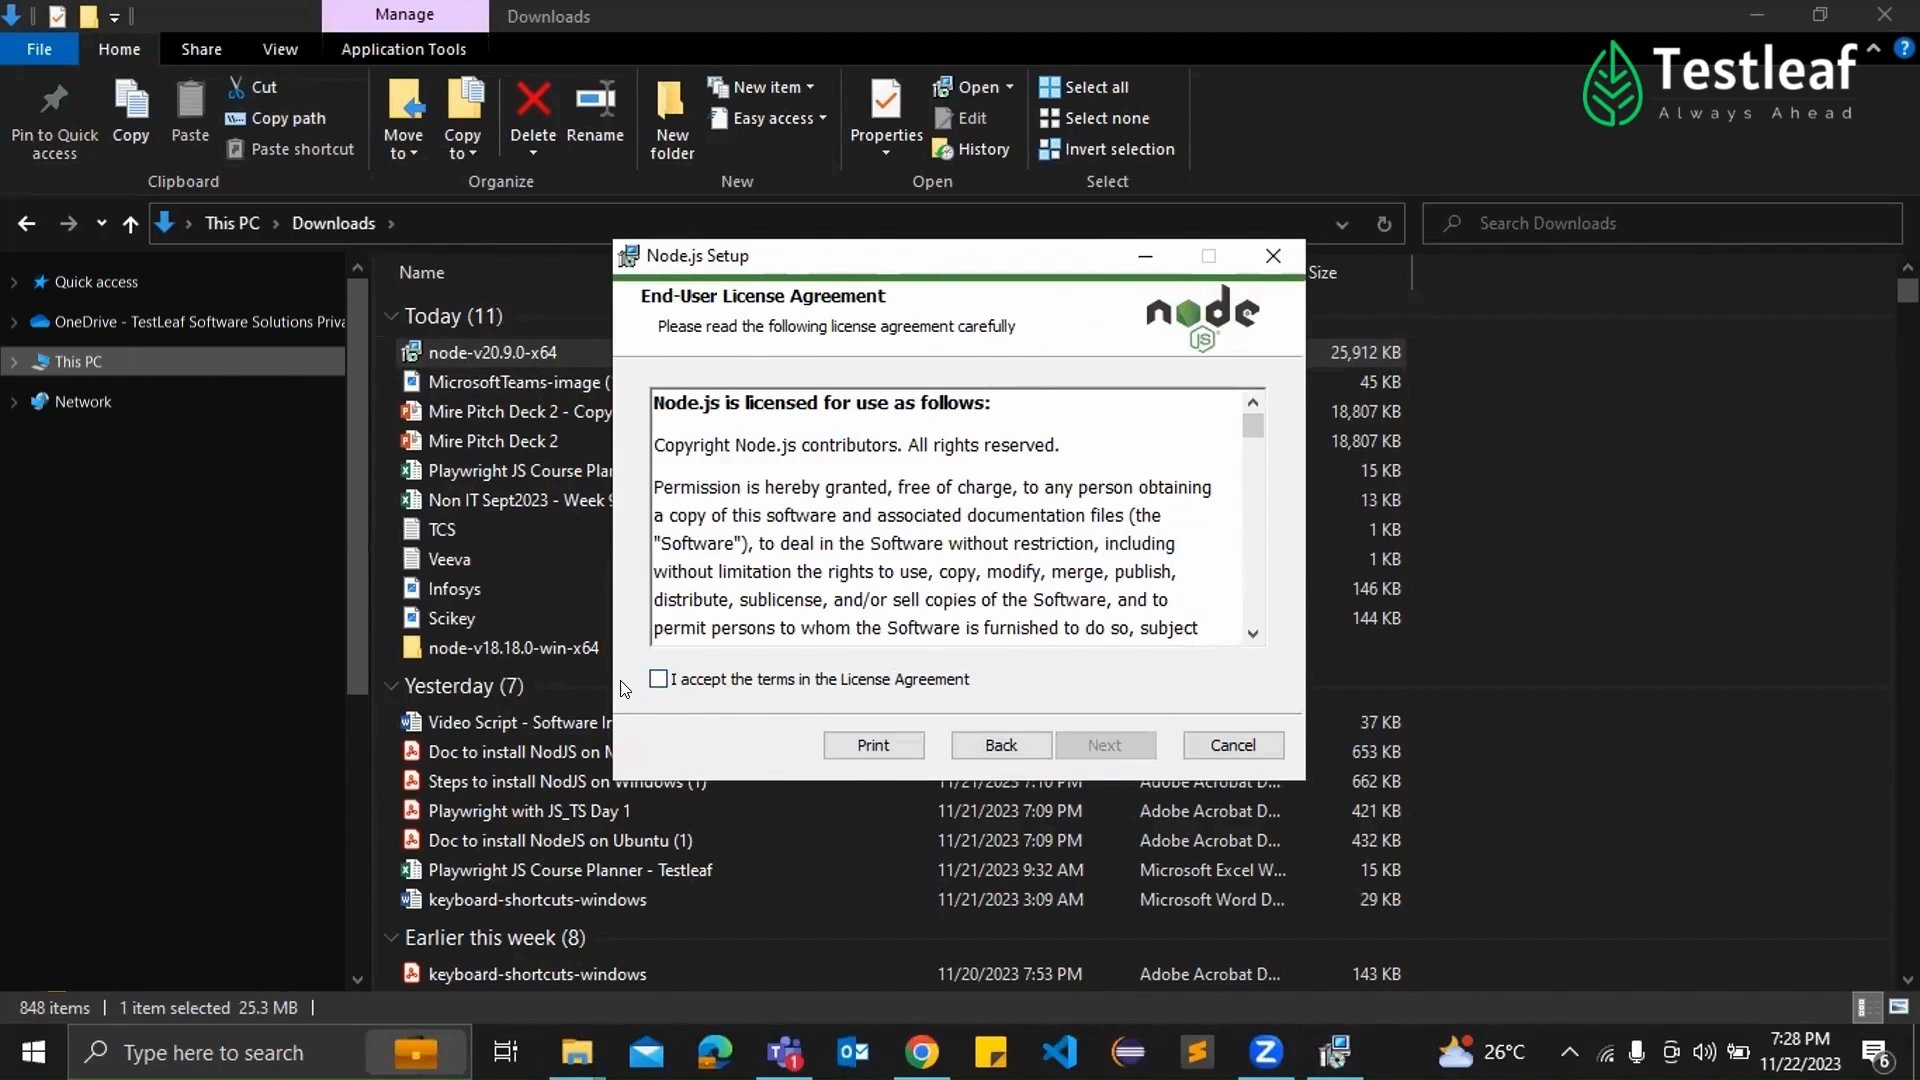 Manage
Downloads
File
Home
Share
View
Application Tools
Testleaf
Always Ahead
Pin to Quick access
Copy
Paste
Cut
Copy path
Paste shortcut
Clipboard
Move to
Copy to
Delete
Rename
Organize
New folder
New item
Easy access
New
Properties
Open
Edit
History
Open
Select all
Select none
Invert selection
Select
This PC
Downloads
Search Downloads
Quick access
OneDrive - TestLeaf Software Solutions Priva
This PC
Network
Name
Size
Today (11)
node-v20.9.0-x64
25,912 KB
MicrosoftTeams-image (
45 KB
Mire Pitch Deck 2 - Copy
18,807 KB
Mire Pitch Deck 2
18,807 KB
Playwright JS Course Plan
15 KB
Non IT Sept2023 - Week 9
13 KB
TCS
1 KB
Veeva
1 KB
Infosys
146 KB
Scikey
144 KB
node-v18.18.0-win-x64
Yesterday (7)
Video Script - Software In
37 KB
Doc to install NodJS on M
653 KB
Steps to install NodJS on Windows (1)
11/21/2023 7:10 PM
Adobe Acrobat D...
662 KB
Playwright with JS_TS Day 1
11/21/2023 7:09 PM
Adobe Acrobat D...
421 KB
Doc to install NodeJS on Ubuntu (1)
11/21/2023 7:09 PM
Adobe Acrobat D...
432 KB
Playwright JS Course Planner - Testleaf
11/21/2023 9:32 AM
Microsoft Excel W...
15 KB
keyboard-shortcuts-windows
11/21/2023 3:09 AM
Microsoft Word D...
29 KB
Earlier this week (8)
keyboard-shortcuts-windows
11/20/2023 7:53 PM
Adobe Acrobat D...
143 KB
Node.js Setup
End-User License Agreement
Please read the following license agreement carefully
node
JS
Node.js is licensed for use as follows:
Copyright Node.js contributors. All rights reserved.
Permission is hereby granted, free of charge, to any person obtaining
a copy of this software and associated documentation files (the
"Software"), to deal in the Software without restriction, including
without limitation the rights to use, copy, modify, merge, publish,
distribute, sublicense, and/or sell copies of the Software, and to
permit persons to whom the Software is furnished to do so, subject
I accept the terms in the License Agreement
Print
Back
Next
Cancel
848 items
1 item selected 25.3 MB
Type here to search
26°C
7:28 PM
11/22/2023
6